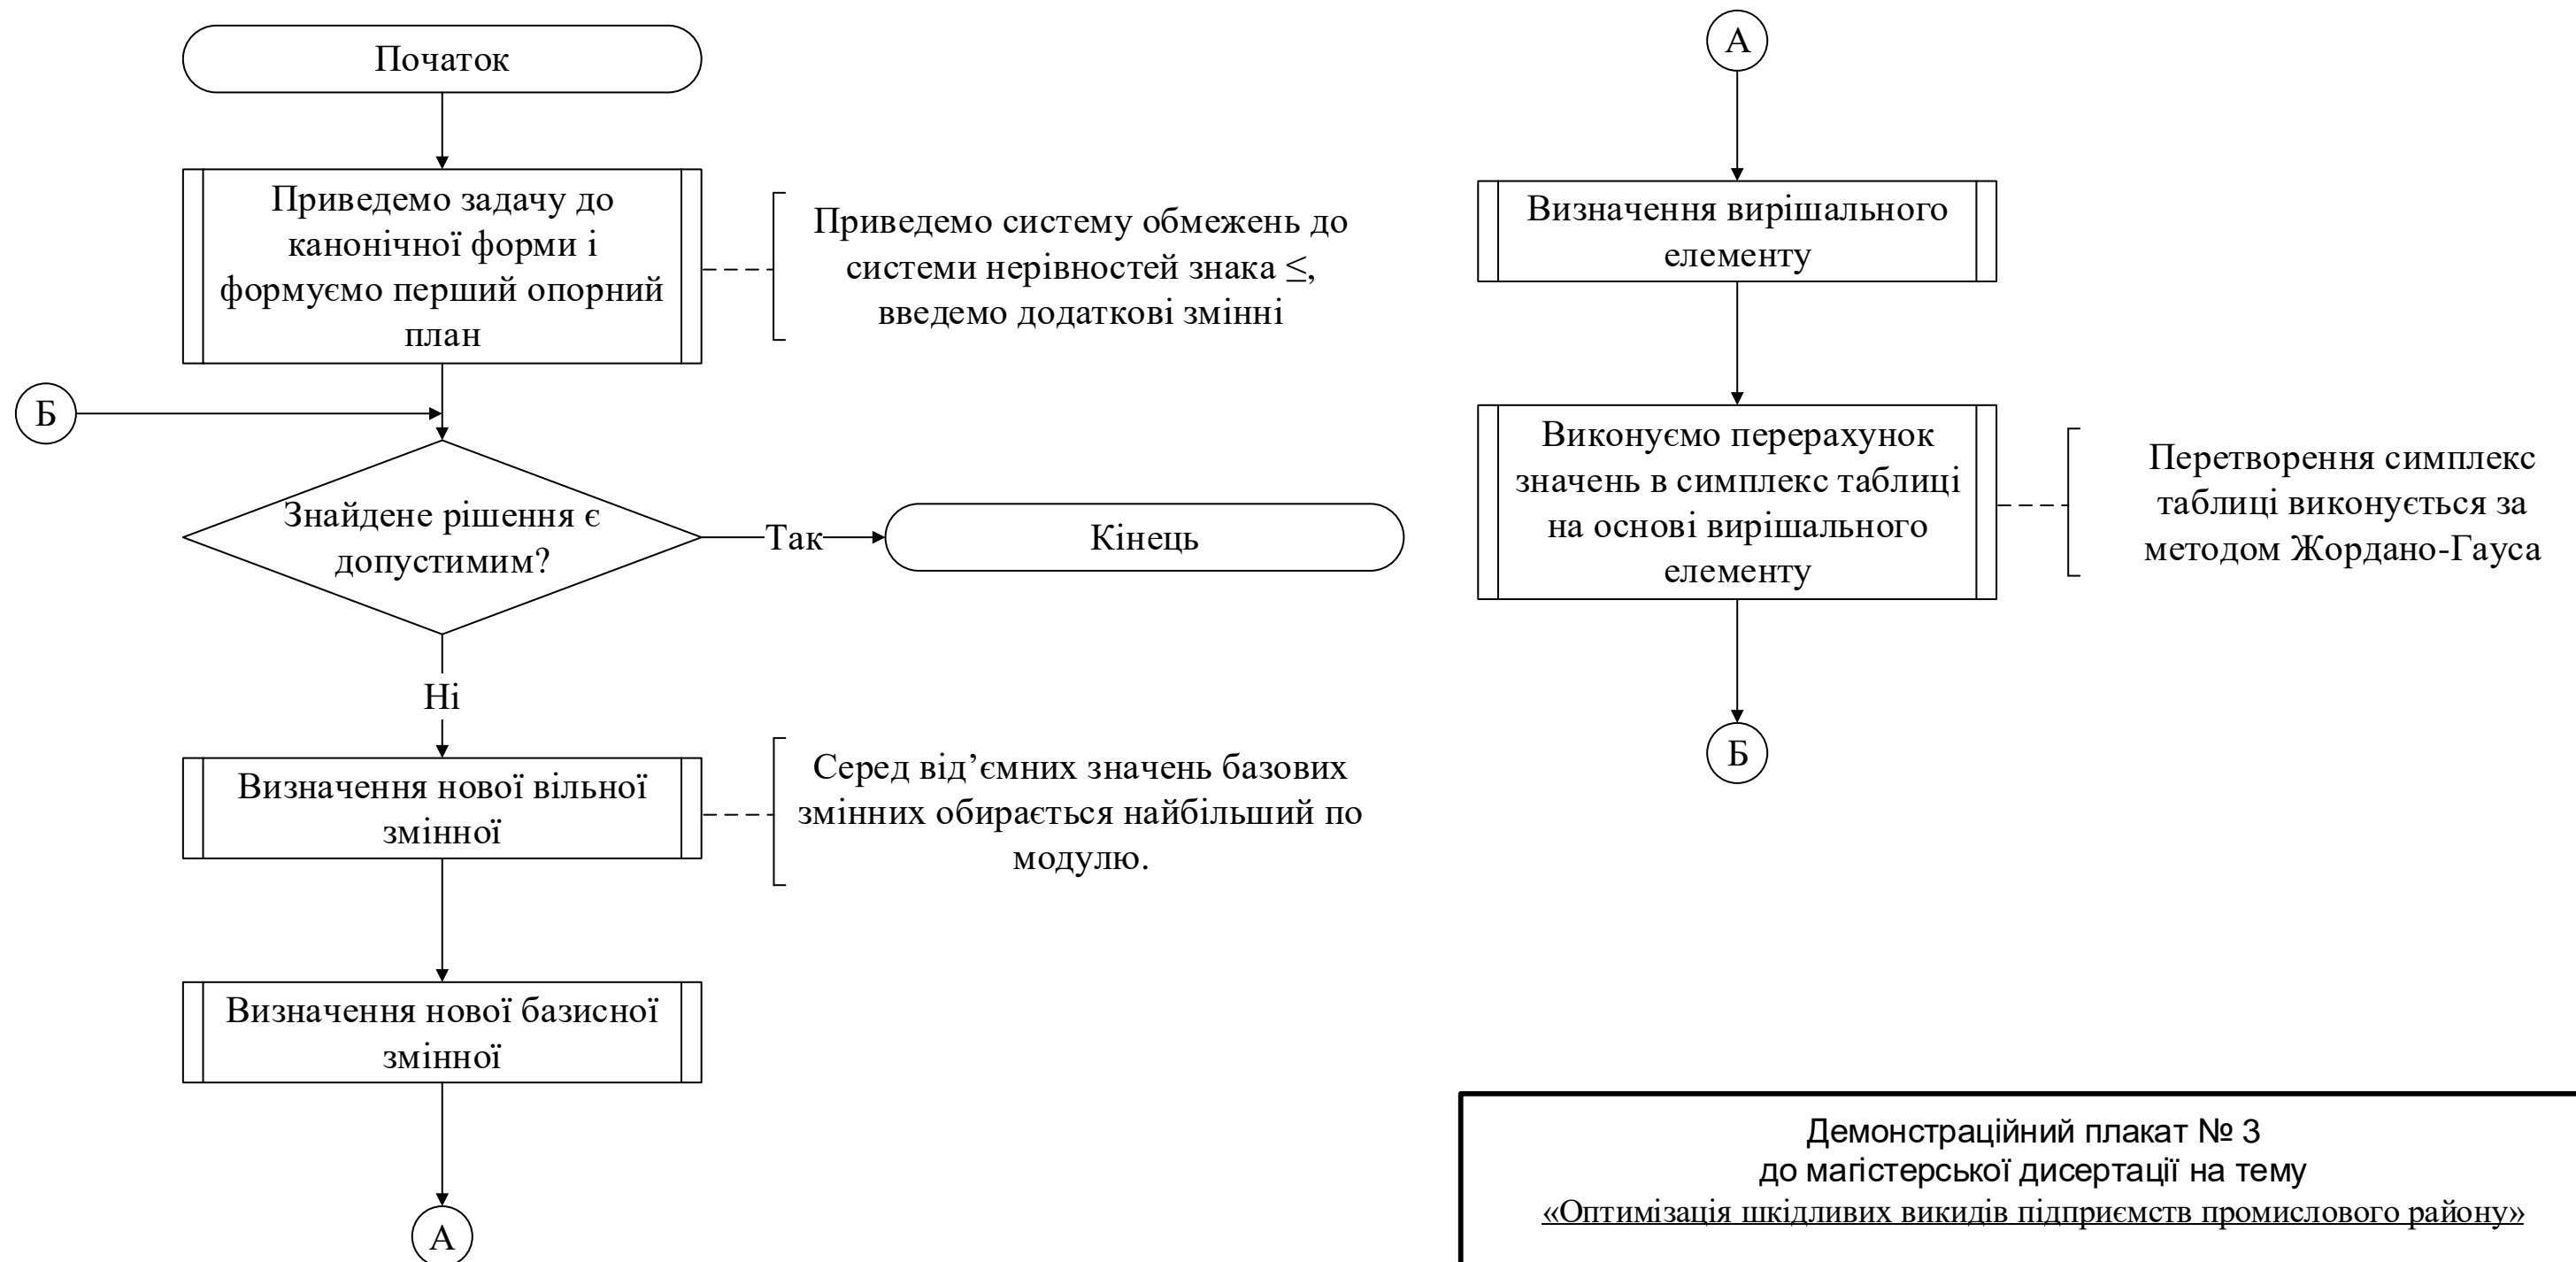 Початок
Приведемо задачу до
канонічної форми і
формуємо перший опорний
план
Приведемо систему обмежень до
системи нерівностей знака ≤,
введемо додаткові змінні
Б
Знайдене рішення є
допустимим?
Так
Кінець
Ні
Визначення нової вільної
змінної
Серед від’ємних значень базових
змінних обирається найбільший по
модулю.
Визначення нової базисної
змінної
А
А
Визначення вирішального
елементу
Виконуємо перерахунок
значень в симплекс таблиці
на основі вирішального
елементу
Перетворення симплекс
таблиці виконується за
методом Жордано-Гауса
Б
Демонстраційний плакат № 3
до магістерської дисертації на тему
«Оптимізація шкідливих викидів підприємств промислового району»